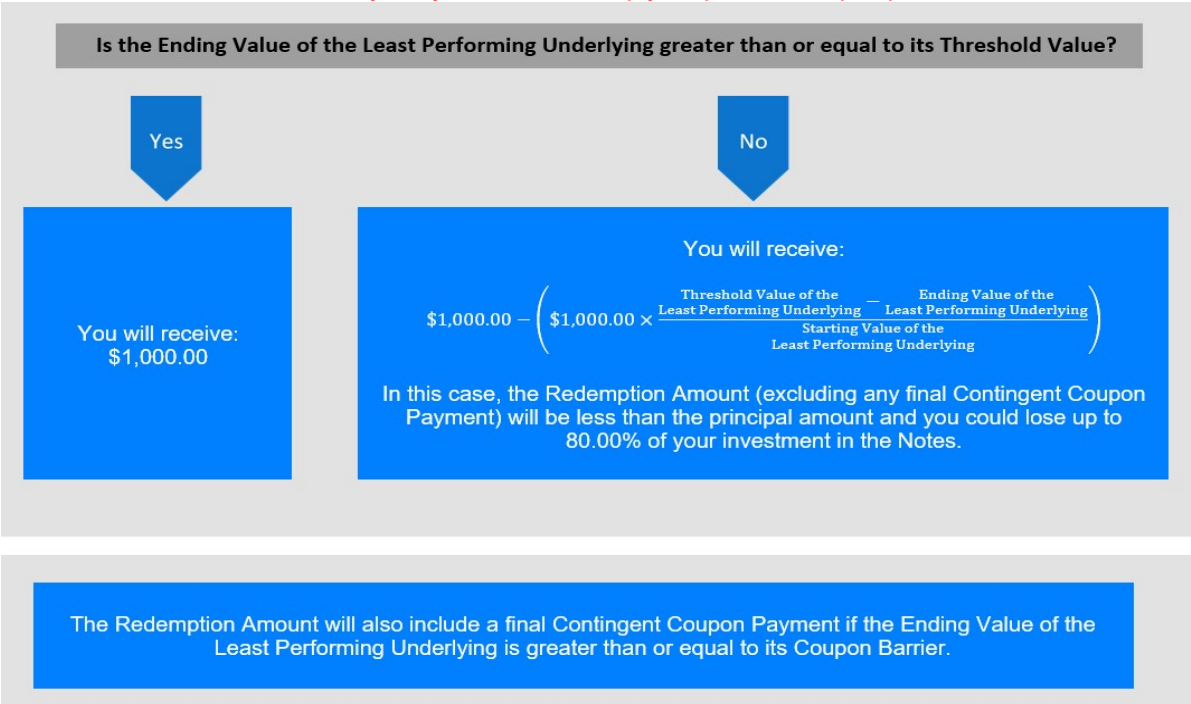 Is the Ending Value of the Least Performing Underlying greater than or equal to its Threshold Value?
Yes
No
You will receive:
$1,000.00
You will receive:
$1,000.00 − ( $1,000.00 × (Threshold Value of the Least Performing Underlying − Ending Value of the Least Performing Underlying) / Starting Value of the Least Performing Underlying )
In this case, the Redemption Amount (excluding any final Contingent Coupon
Payment) will be less than the principal amount and you could lose up to
80.00% of your investment in the Notes.
The Redemption Amount will also include a final Contingent Coupon Payment if the Ending Value of the
Least Performing Underlying is greater than or equal to its Coupon Barrier.